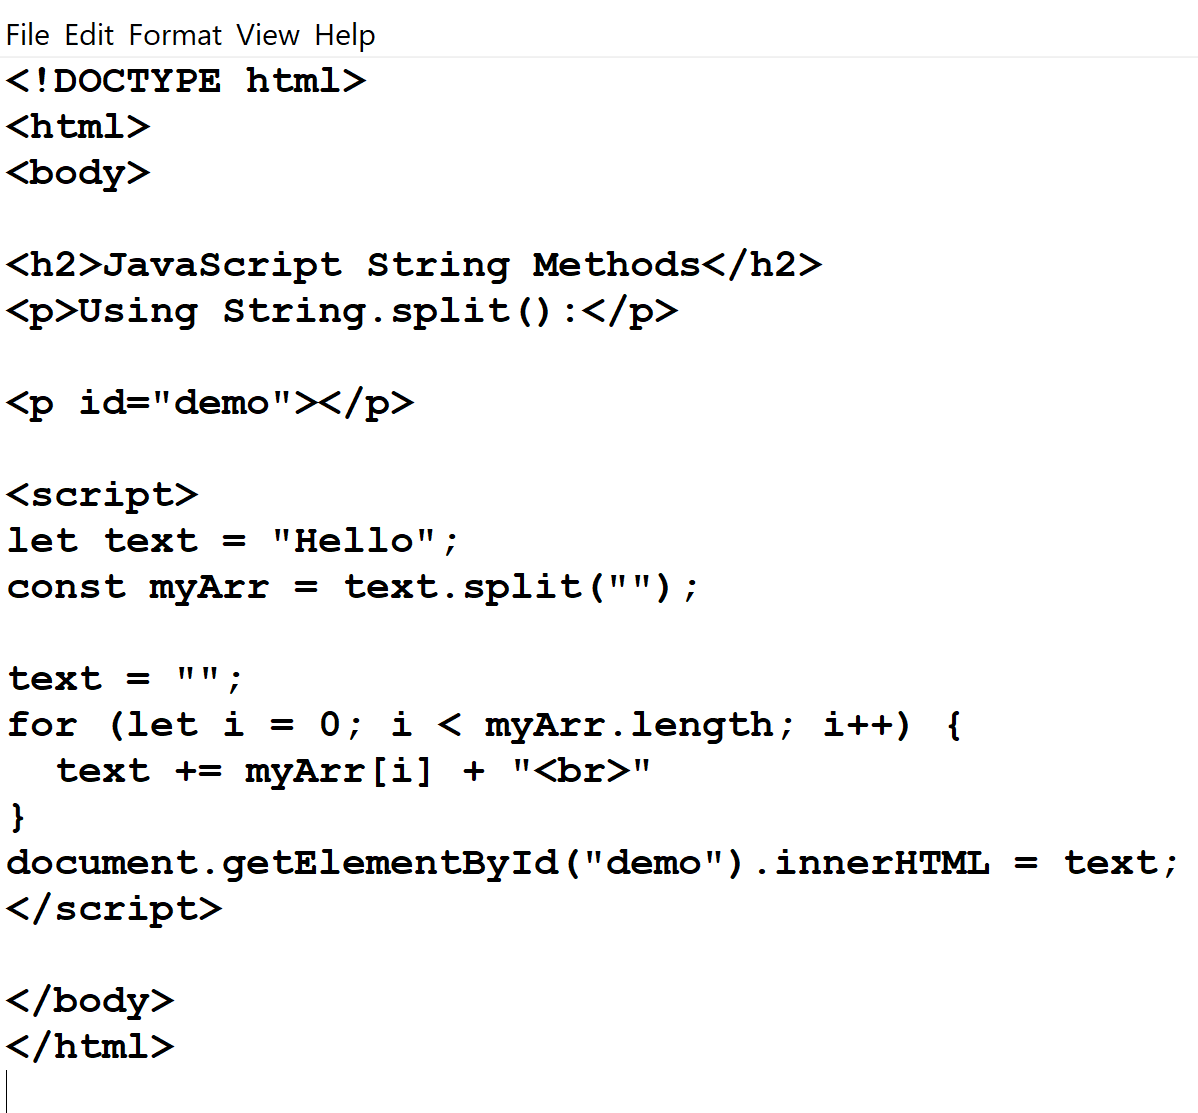 File Edit Format View Help
<!DOCTYPE html>
<html>
<body>
<h2>JavaScript String Methods</h2>
<p>Using String.split():</p>
<p id="demo"></p>
<script>
let text = "Hello";
const myArr = text.split("");
text = "";
for (let i = 0; i < myArr.length; i++) {
  text += myArr[i] + "<br>"
}
document.getElementById("demo").innerHTML = text;
</script>
</body>
</html>